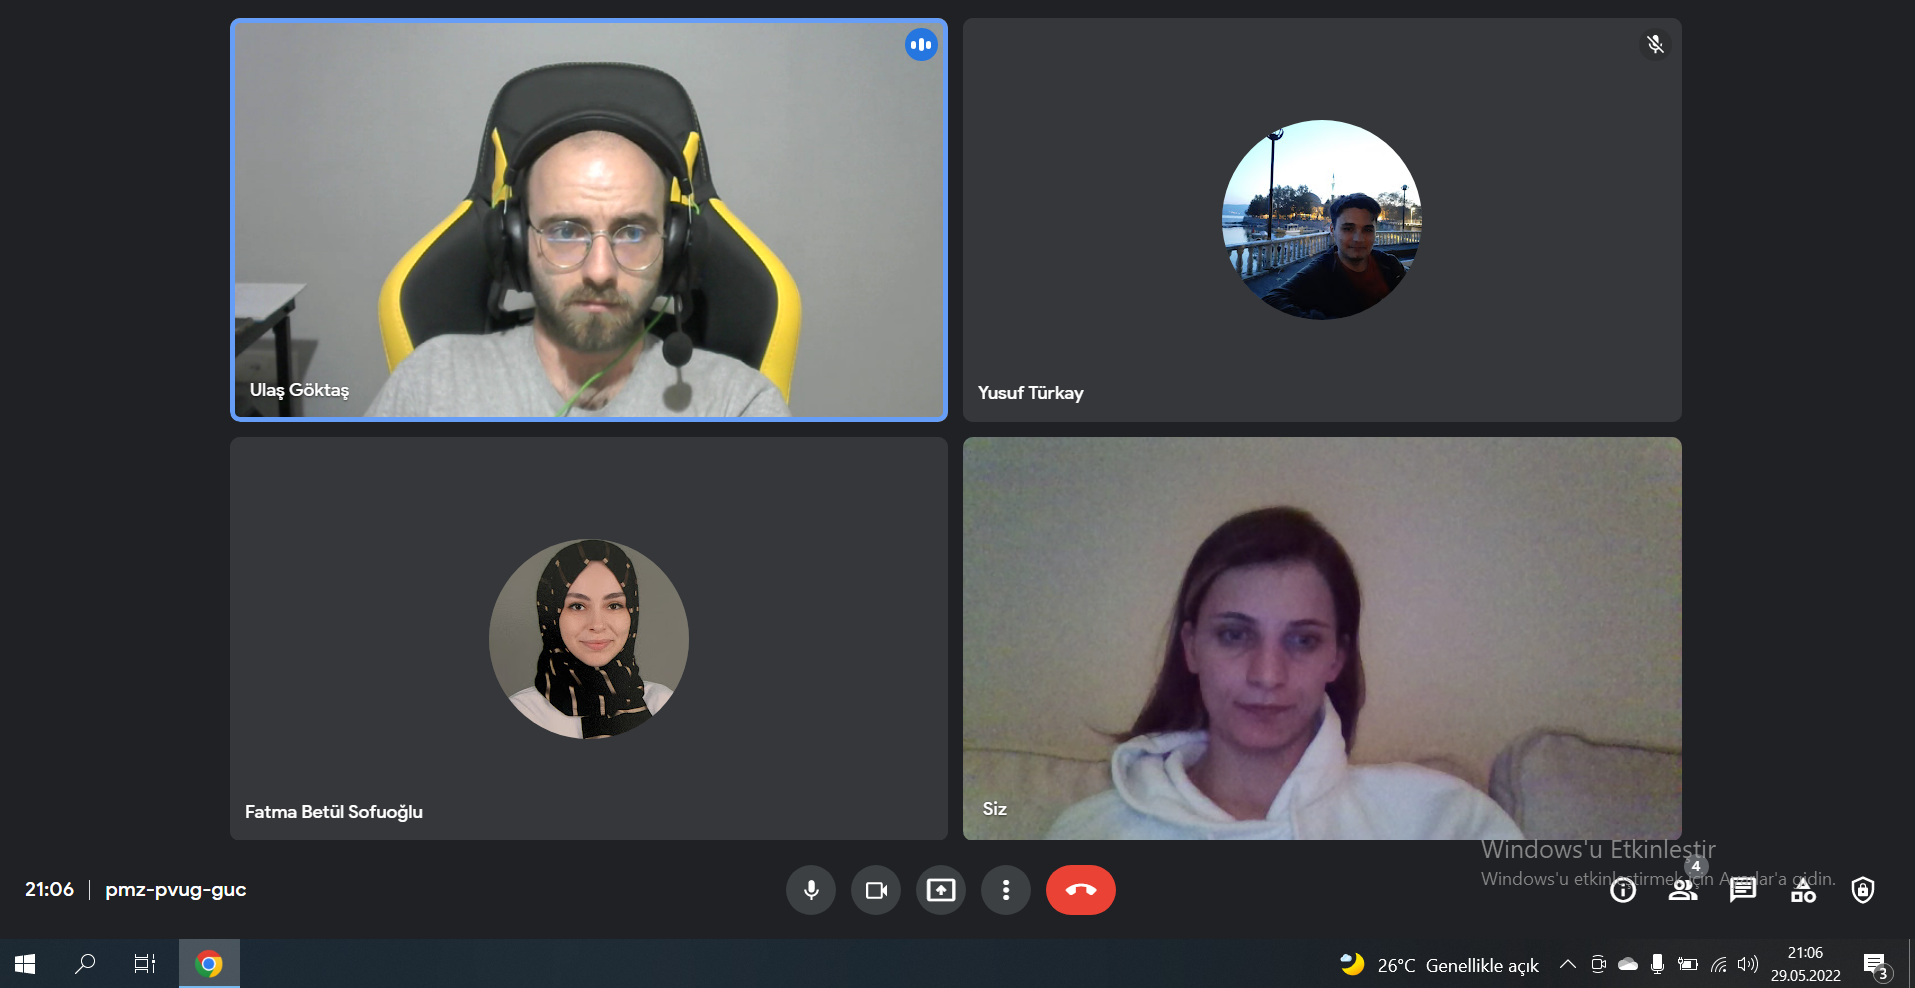 Ulaş Göktaş
Yusuf Türkay
Fatma Betül Sofuoğlu
Siz
Windows'u Etkinleştir
Windows'u etkinleştirmek için Ayarlar'a gidin.
4
21:06 | pmz-pvug-guc
26°C Genellikle açık
21:06
29.05.2022
3